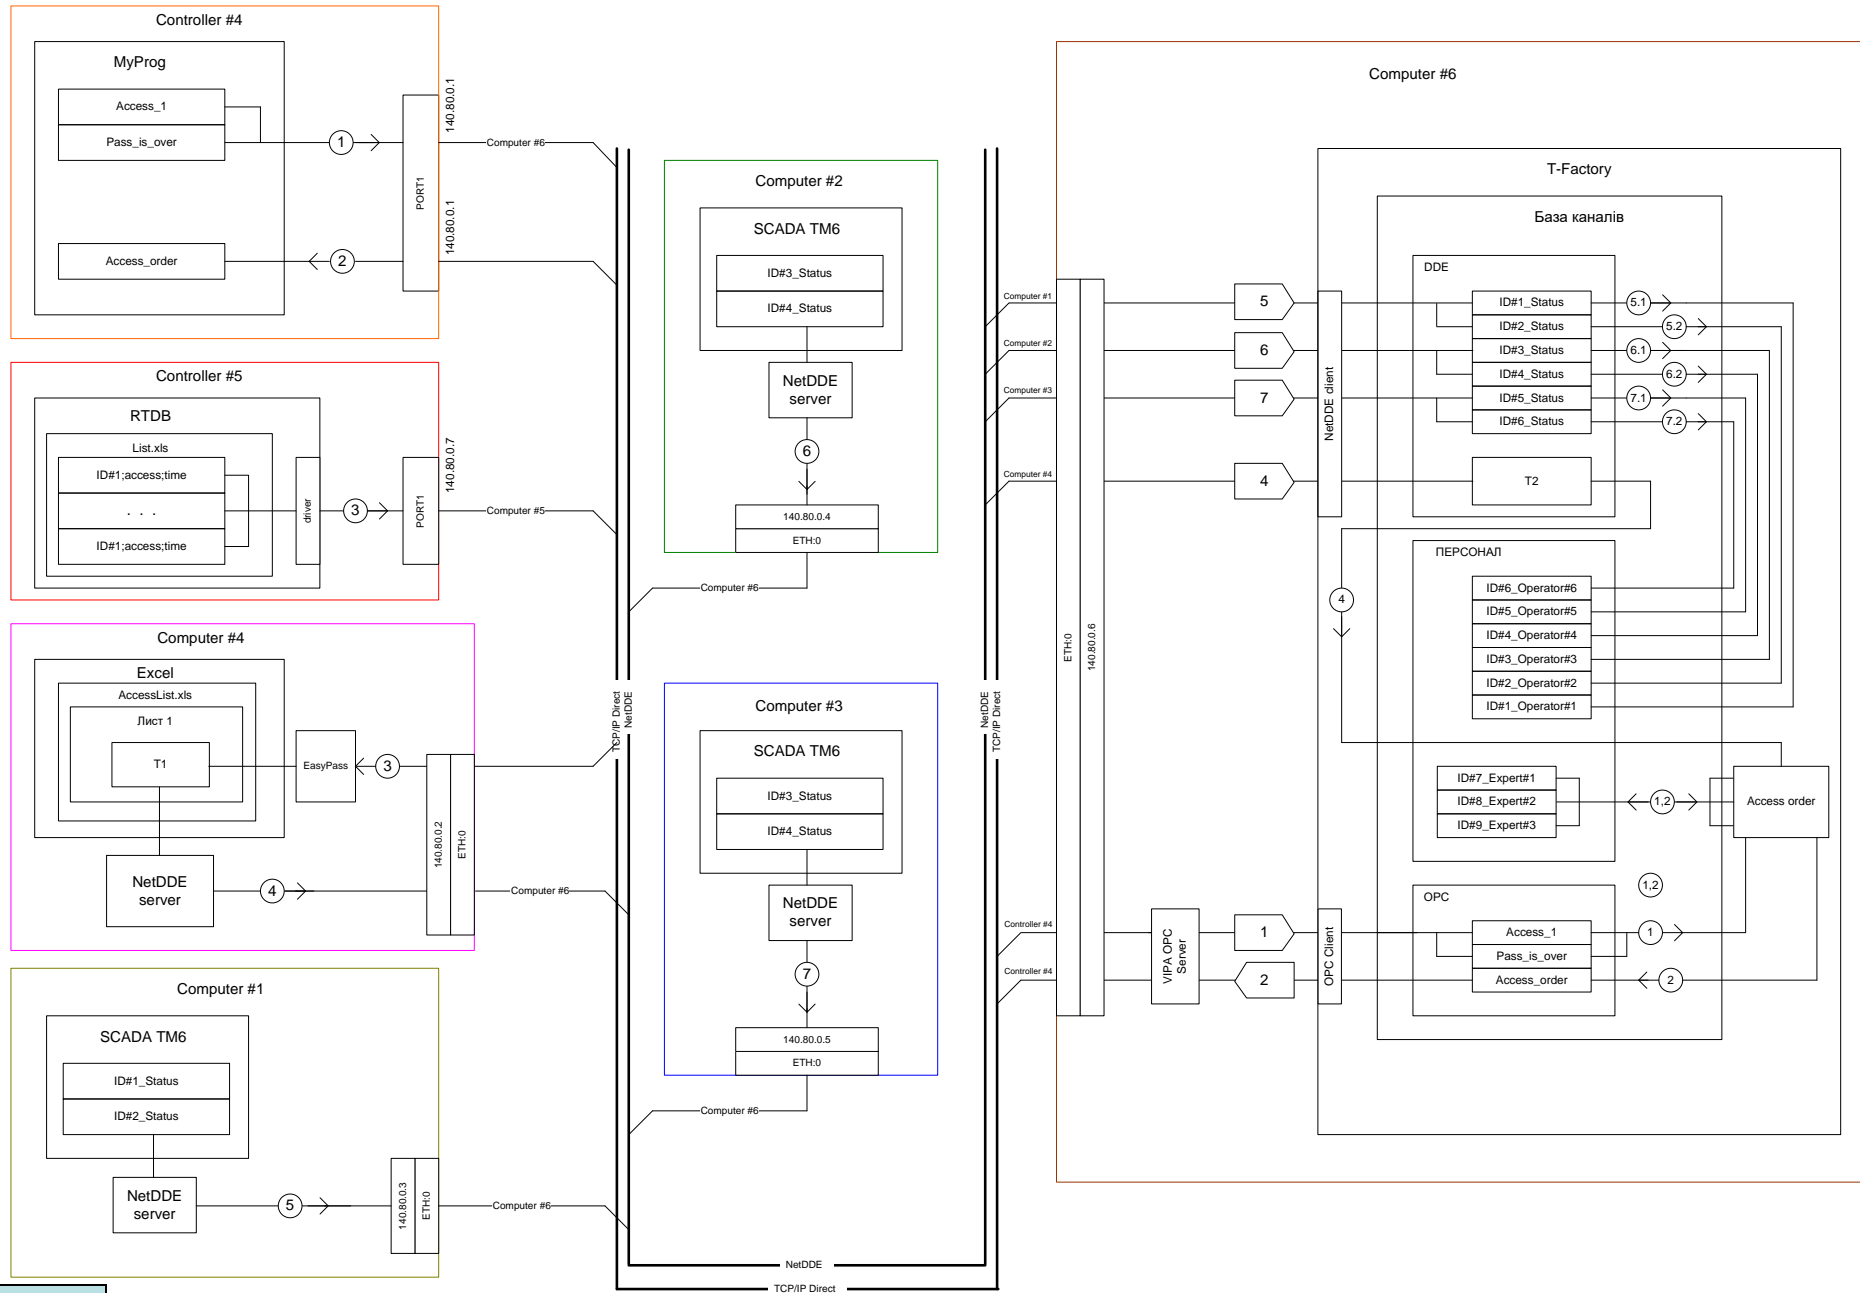 Controller #4
MyProg
Access_1
Pass_is_over
Access_order
1
2
PORT1
140.80.0.1
140.80.0.1
Computer #6
Controller #5
RTDB
List.xls
ID#1;access;time
. . .
ID#1;access;time
driver
3
PORT1
140.80.0.7
Computer #5
Computer #4
Excel
AccessList.xls
Лист 1
T1
EasyPass
3
NetDDE
server
4
140.80.0.2
ETH:0
Computer #6
Computer #1
SCADA TM6
ID#1_Status
ID#2_Status
NetDDE
server
5
140.80.0.3
ETH:0
Computer #6
TCP/IP Direct
NetDDE
Computer #2
SCADA TM6
ID#3_Status
ID#4_Status
NetDDE
server
6
140.80.0.4
ETH:0
Computer #6
Computer #3
SCADA TM6
ID#3_Status
ID#4_Status
NetDDE
server
7
140.80.0.5
ETH:0
Computer #6
NetDDE
TCP/IP Direct
NetDDE
TCP/IP Direct
Computer #6
Computer #1
Computer #2
Computer #3
Computer #4
Controller #4
Controller #4
ETH:0
140.80.0.6
5
6
7
4
VIPA OPC
Server
1
2
NetDDE client
OPC Client
T-Factory
База каналів
DDE
ID#1_Status
ID#2_Status
ID#3_Status
ID#4_Status
ID#5_Status
ID#6_Status
T2
5.1
5.2
6.1
6.2
7.1
7.2
4
ПЕРСОНАЛ
ID#6_Operator#6
ID#5_Operator#5
ID#4_Operator#4
ID#3_Operator#3
ID#2_Operator#2
ID#1_Operator#1
ID#7_Expert#1
ID#8_Expert#2
ID#9_Expert#3
1,2
Access order
1,2
OPC
Access_1
Pass_is_over
Access_order
1
2